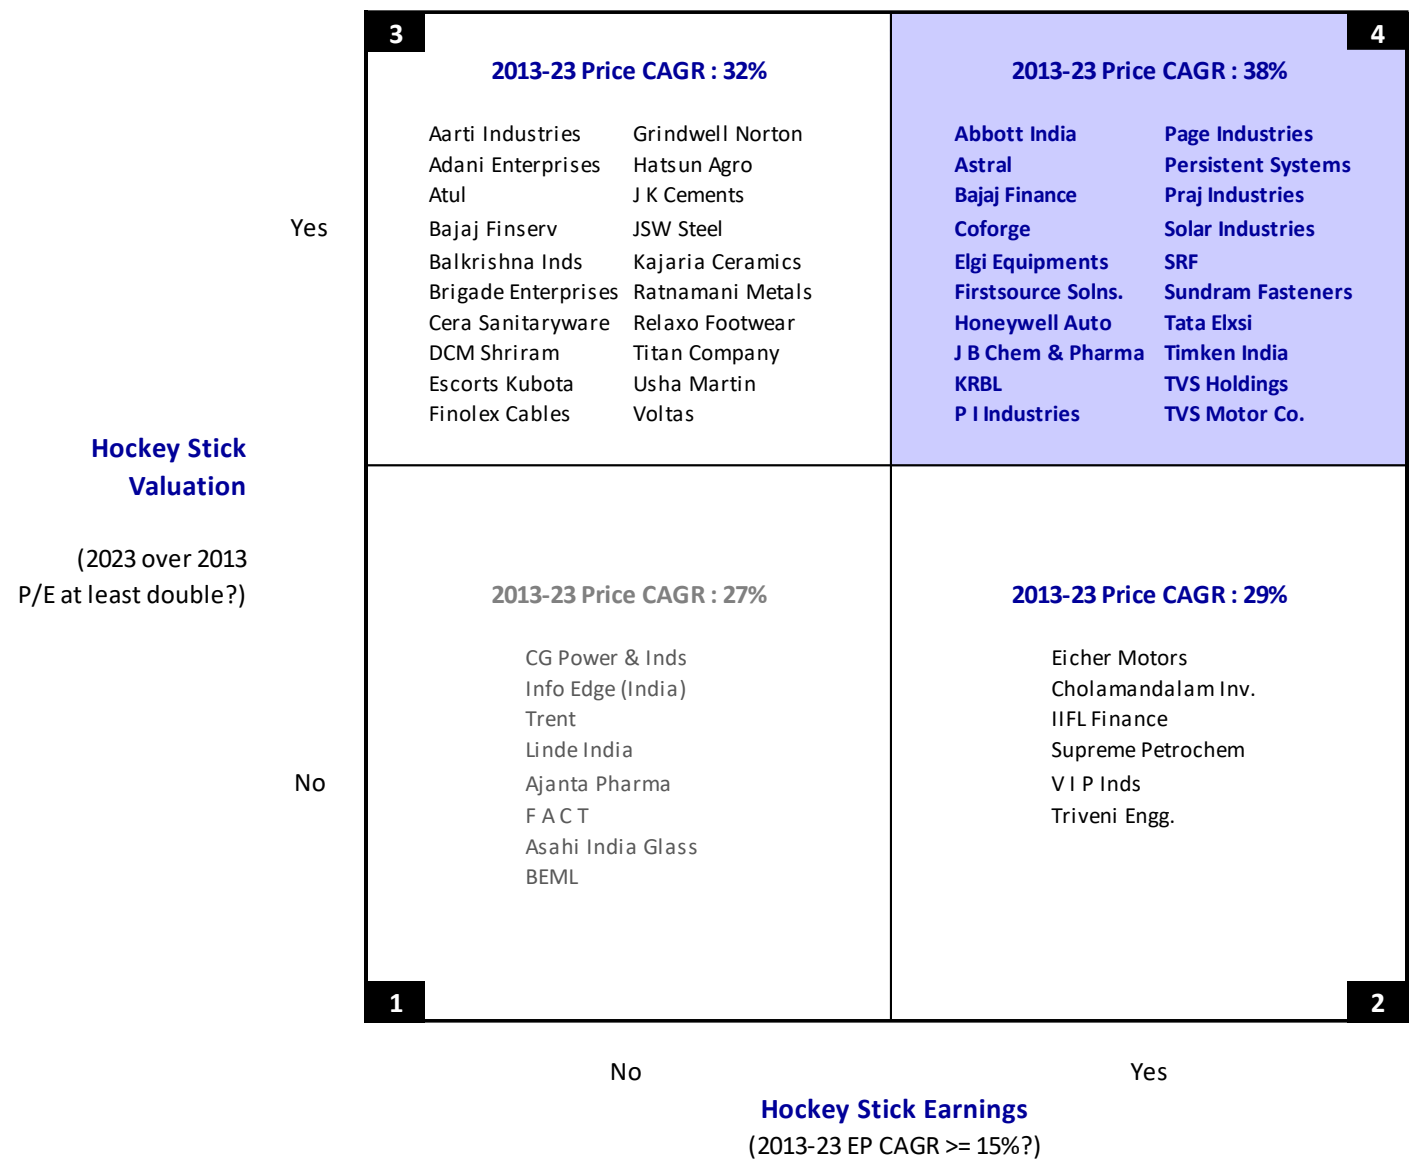 3
4
2013-23 Price CAGR : 32%
2013-23 Price CAGR : 38%
Aarti Industries Grindwell Norton
Adani Enterprises Hatsun Agro
Atul J K Cements
Bajaj Finserv JSW Steel
Balkrishna Inds Kajaria Ceramics
Brigade Enterprises Ratnamani Metals
Cera Sanitaryware Relaxo Footwear
DCM Shriram Titan Company
Escorts Kubota Usha Martin
Finolex Cables Voltas
Abbott India Page Industries
Astral Persistent Systems
Bajaj Finance Praj Industries
Coforge Solar Industries
Elgi Equipments SRF
Firstsource Solns. Sundram Fasteners
Honeywell Auto Tata Elxsi
J B Chem & Pharma Timken India
KRBL TVS Holdings
P I Industries TVS Motor Co.
Yes
Hockey Stick
Valuation
(2023 over 2013
P/E at least double?)
2013-23 Price CAGR : 27%
2013-23 Price CAGR : 29%
CG Power & Inds
Info Edge (India)
Trent
Linde India
Ajanta Pharma
F A C T
Asahi India Glass
BEML
Eicher Motors
Cholamandalam Inv.
IIFL Finance
Supreme Petrochem
V I P Inds
Triveni Engg.
No
1
2
No
Yes
Hockey Stick Earnings
(2013-23 EP CAGR >= 15%?)